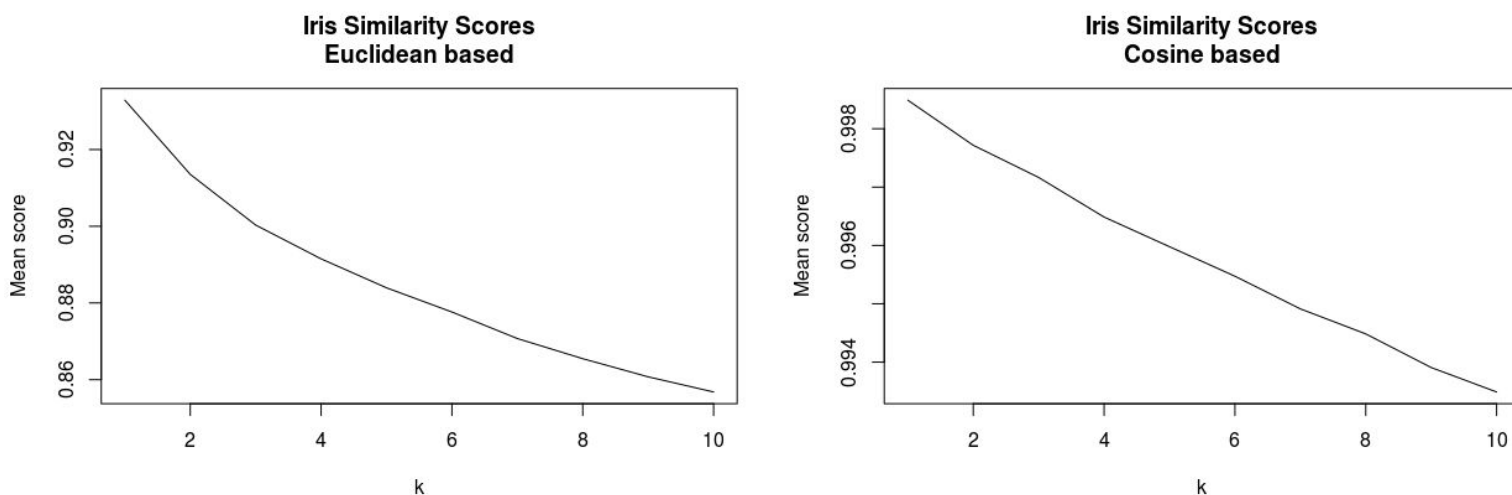 Iris Similarity Scores
Euclidean based
Mean score
0.92
0.90
0.88
0.86
2 4 6 8 10
k
Iris Similarity Scores
Cosine based
Mean score
0.998
0.996
0.994
2 4 6 8 10
k